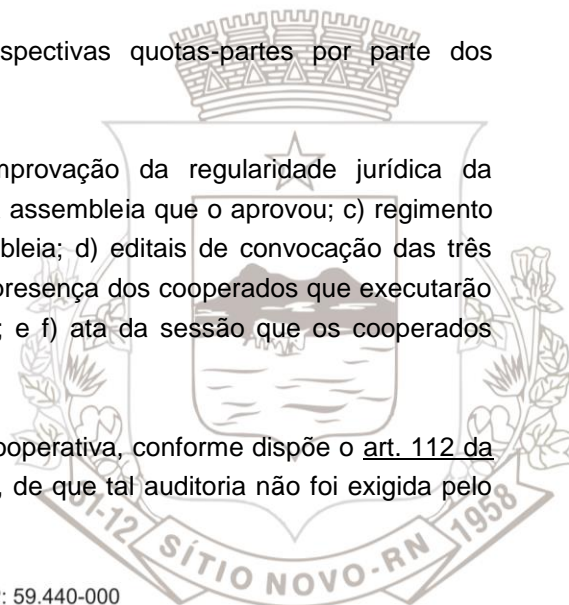 spectivas quotas-partes por parte dos
mprovação da regularidade jurídica da
assembleia que o aprovou; c) regimento
bleia; d) editais de convocação das três
presença dos cooperados que executarão
; e f) ata da sessão que os cooperados
ooperativa, conforme dispõe o art. 112 da
, de que tal auditoria não foi exigida pelo
31-12 SÍTIO NOVO-RN 1958
: 59.440-000